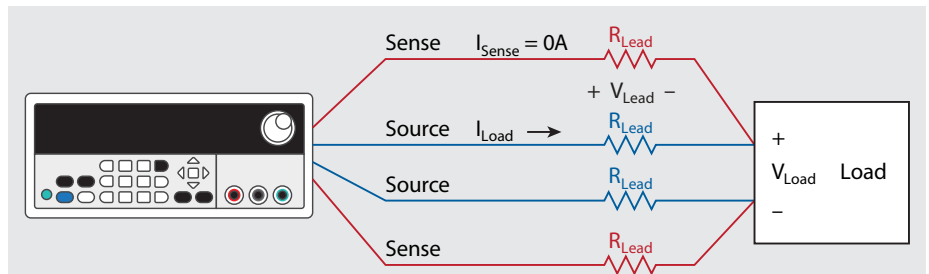 Sense I_Sense = 0A R_Lead
+ V_Lead –
Source I_Load → R_Lead
+
Source R_Lead
V_Load Load
–
Sense R_Lead